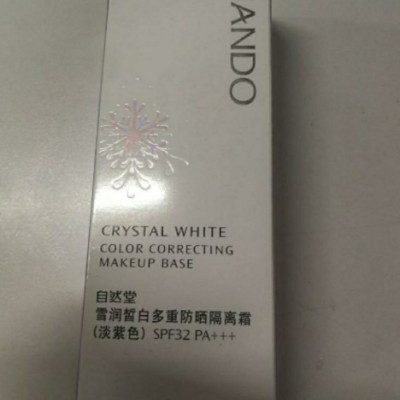 ANDO
CRYSTAL WHITE
COLOR CORRECTING
MAKEUP BASE
自然堂
雪润皙白多重防晒隔离霜
(淡紫色) SPF32 PA+++